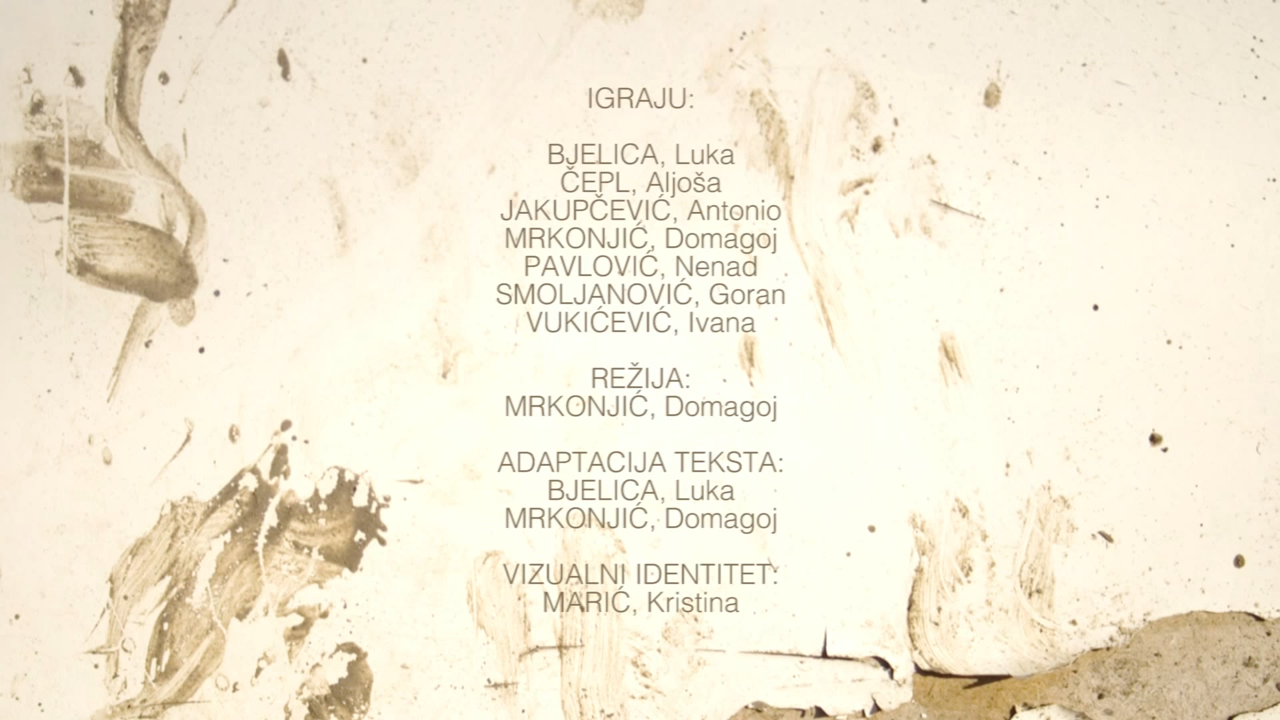 IGRAJU:
BJELICA, Luka
ČEPL, Aljoša
JAKUPČEVIĆ, Antonio
MRKONJIĆ, Domagoj
PAVLOVIĆ, Nenad
SMOLJANOVIĆ, Goran
VUKIĆEVIĆ, Ivana
REŽIJA:
MRKONJIĆ, Domagoj
ADAPTACIJA TEKSTA:
BJELICA, Luka
MRKONJIĆ, Domagoj
VIZUALNI IDENTITET:
MARIĆ, Kristina